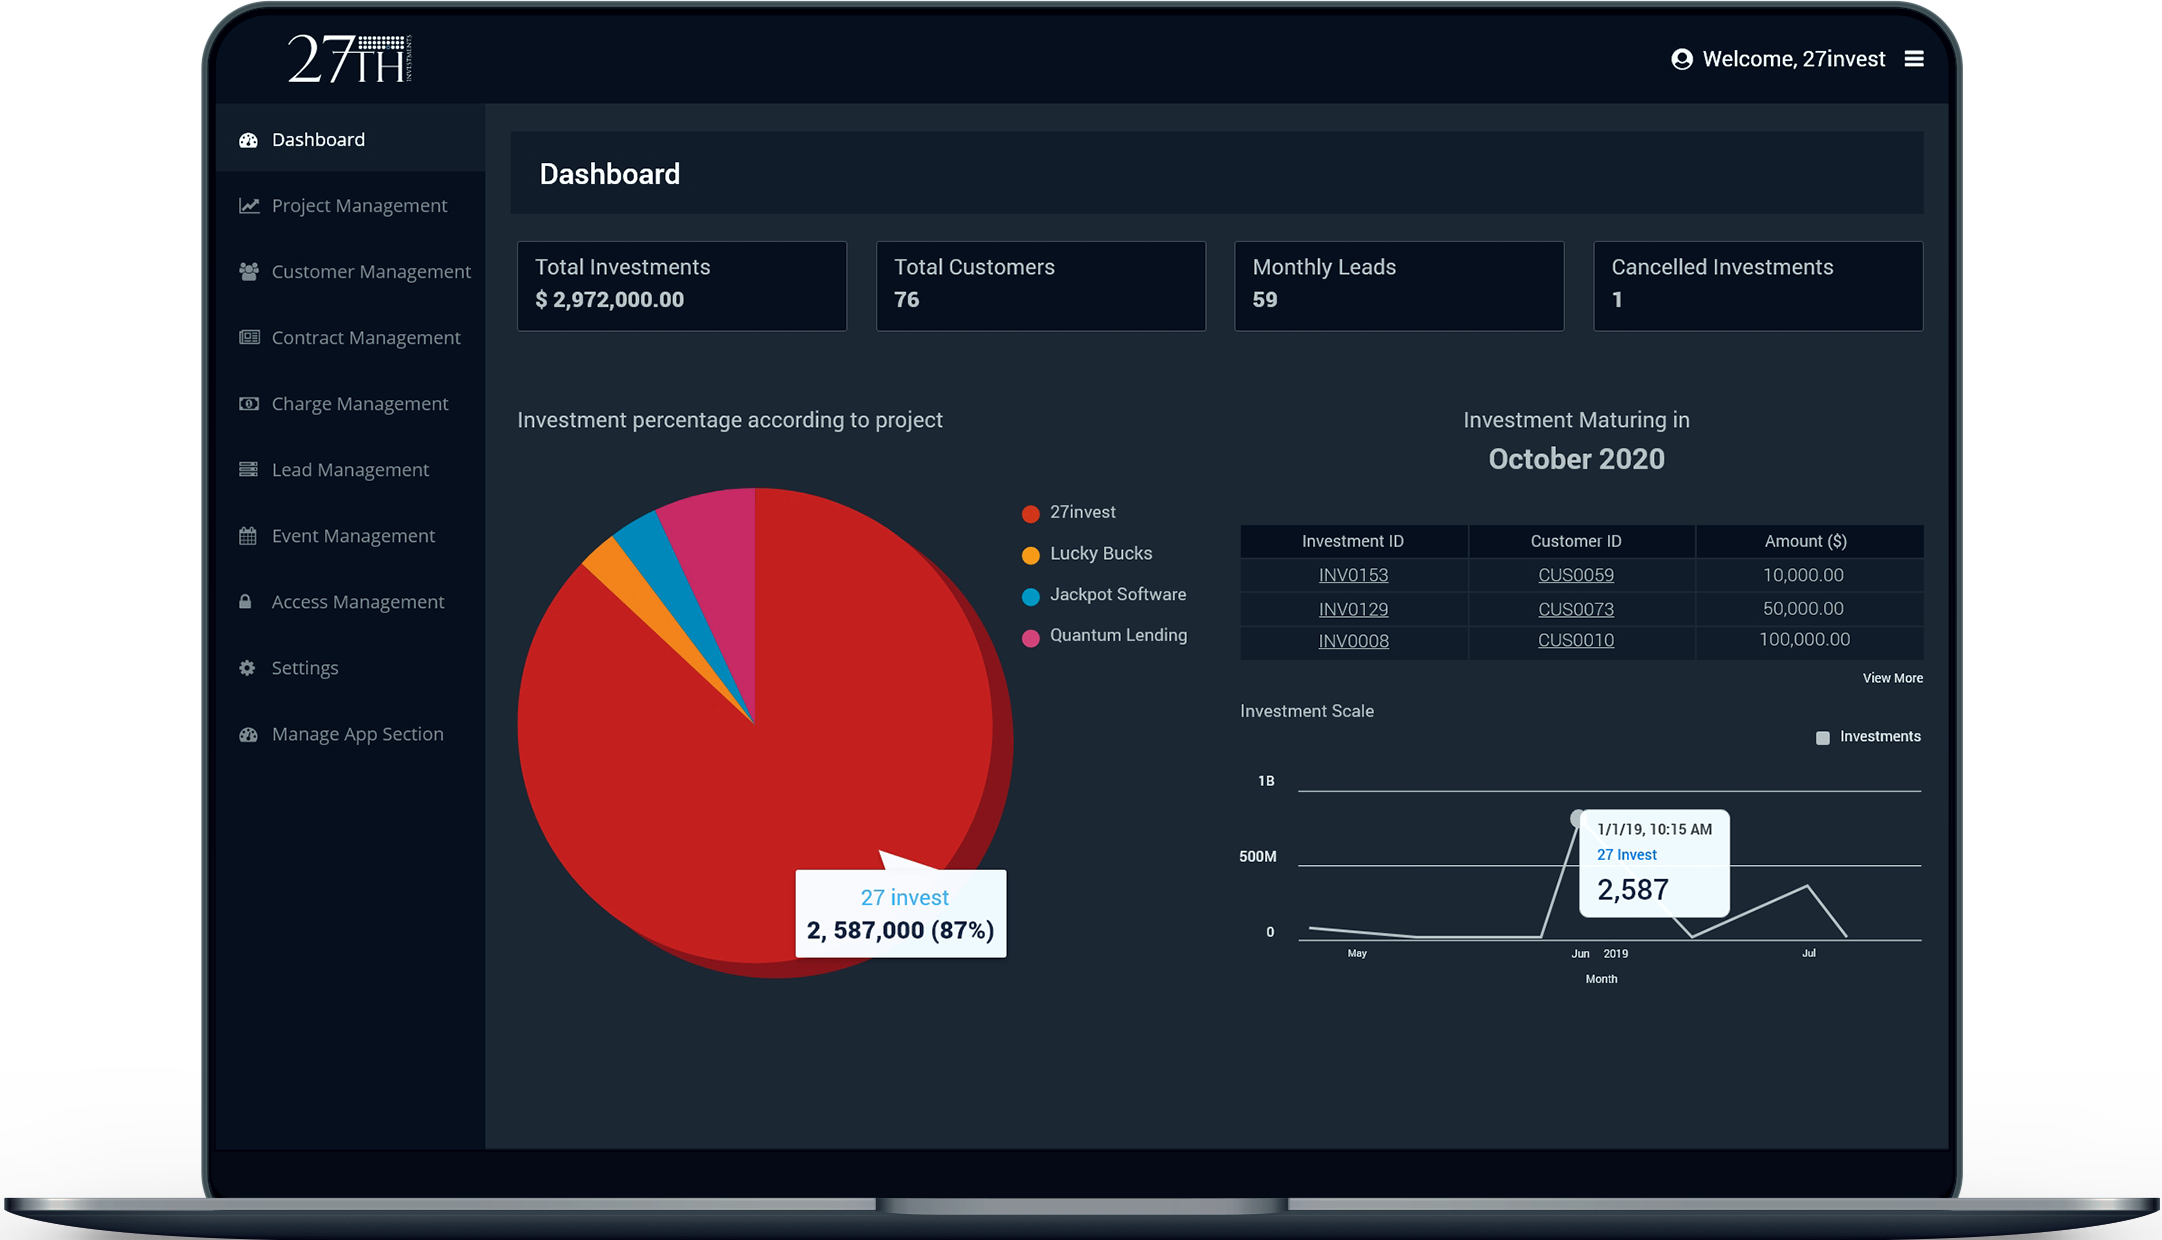 27TH INVESTMENTS
Welcome, 27invest
Dashboard
Project Management
Customer Management
Contract Management
Charge Management
Lead Management
Event Management
Access Management
Settings
Manage App Section
Dashboard
Total Investments
$ 2,972,000.00
Total Customers
76
Monthly Leads
59
Cancelled Investments
1
Investment percentage according to project
27invest
Lucky Bucks
Jackpot Software
Quantum Lending
27 invest
2, 587,000 (87%)
Investment Maturing in
October 2020
Investment ID Customer ID Amount ($)
INV0153 CUS0059 10,000.00
INV0129 CUS0073 50,000.00
INV0008 CUS0010 100,000.00
View More
Investment Scale
Investments
1B
500M
0
1/1/19, 10:15 AM
27 Invest
2,587
May Jun 2019 Jul
Month